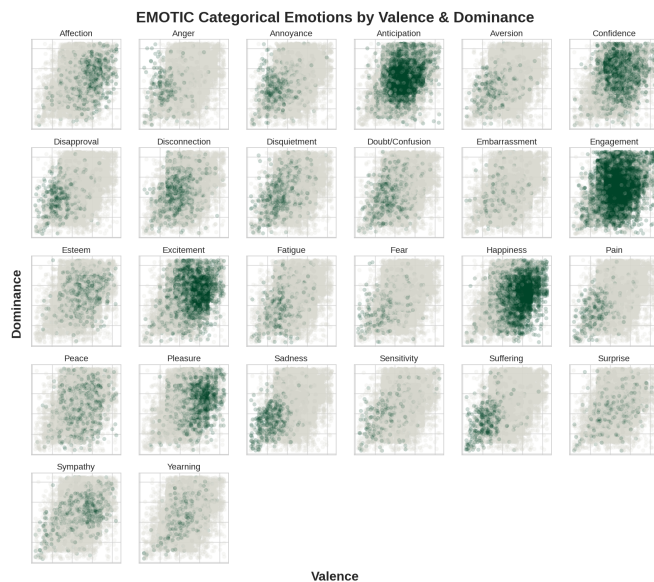 EMOTIC Categorical Emotions by Valence & Dominance
Affection
Anger
Annoyance
Anticipation
Aversion
Confidence
Disapproval
Disconnection
Disquietment
Doubt/Confusion
Embarrassment
Engagement
Esteem
Excitement
Fatigue
Fear
Happiness
Pain
Peace
Pleasure
Sadness
Sensitivity
Suffering
Surprise
Sympathy
Yearning
Dominance
Valence